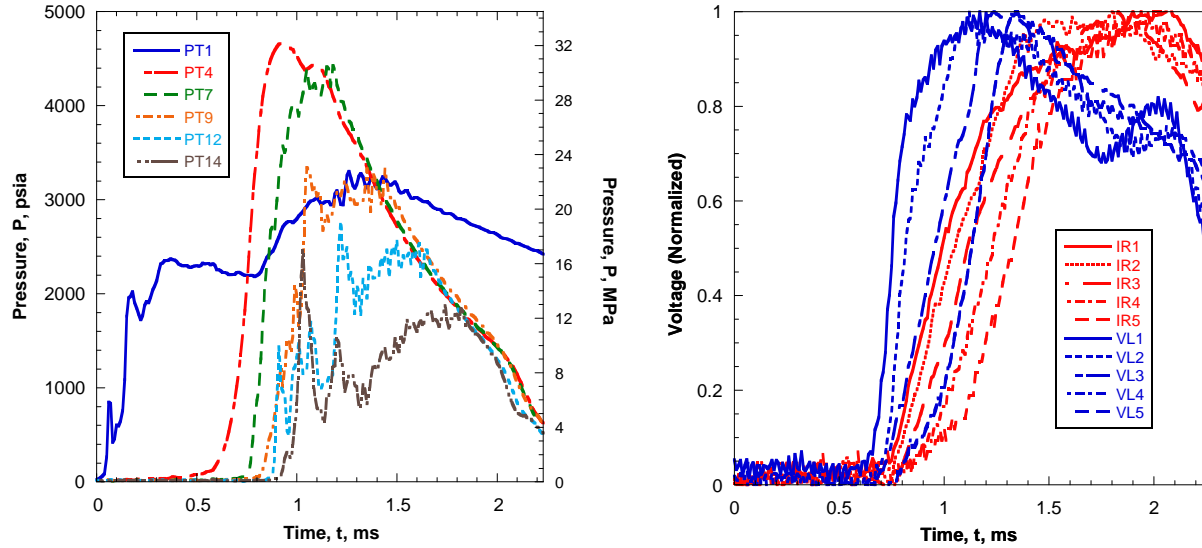 5000
4000
3000
2000
1000
0
Pressure, P, psia
PT1
PT4
PT7
PT9
PT12
PT14
32
28
24
20
16
12
8
4
0
Pressure, P, MPa
0
0.5
1
1.5
2
Time, t, ms
1
0.8
0.6
0.4
0.2
0
Voltage (Normalized)
IR1
IR2
IR3
IR4
IR5
VL1
VL2
VL3
VL4
VL5
0
0.5
1
1.5
2
Time, t, ms